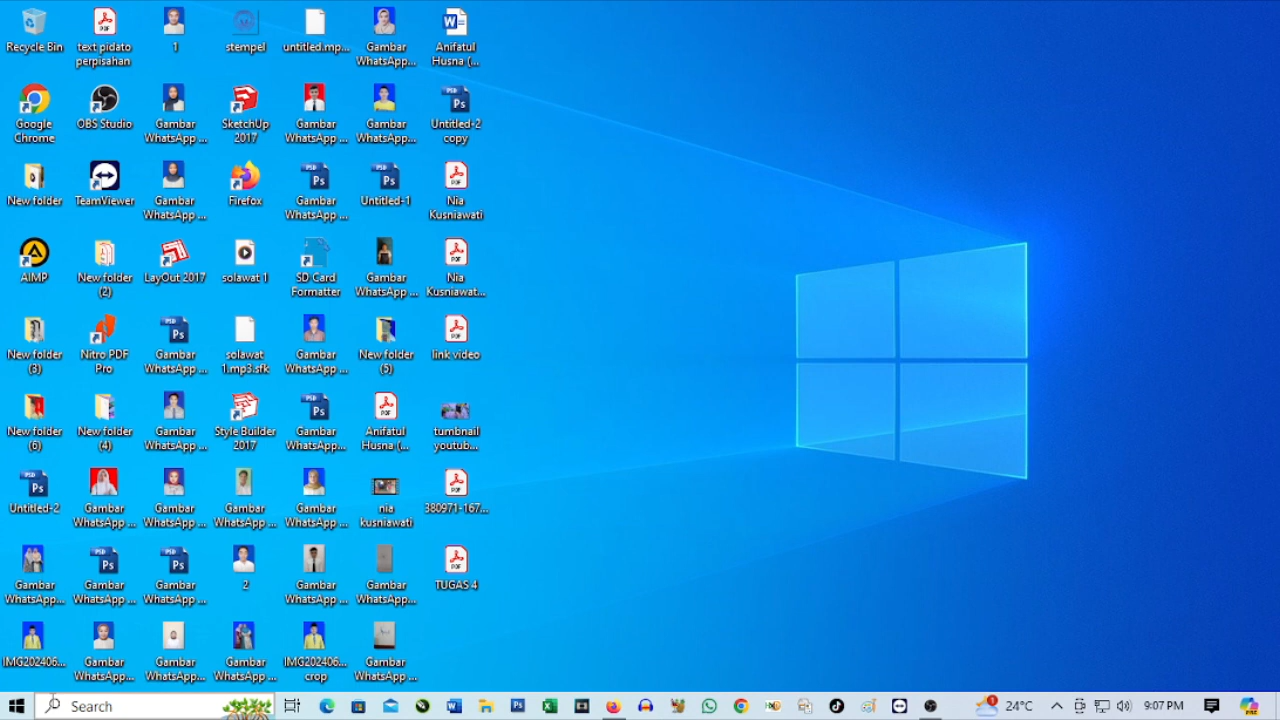 Recycle Bin
text pidato perpisahan
1
stempel
untitled.mp...
Gambar WhatsApp...
Anifatul Husna (...
Google Chrome
OBS Studio
Gambar WhatsApp ...
SketchUp 2017
Gambar WhatsApp ...
Gambar WhatsApp...
Untitled-2 copy
New folder
TeamViewer
Gambar WhatsApp ...
Firefox
Gambar WhatsApp ...
Untitled-1
Nia Kusniawati
AIMP
New folder (2)
LayOut 2017
solawat 1
SD Card Formatter
Gambar WhatsApp ...
Nia Kusniawat...
New folder (3)
Nitro PDF Pro
Gambar WhatsApp ...
solawat 1.mp3.sfk
Gambar WhatsApp ...
New folder (5)
link video
New folder (6)
New folder (4)
Gambar WhatsApp ...
Style Builder 2017
Gambar WhatsApp...
Anifatul Husna (...
tumbnail youtub...
Untitled-2
Gambar WhatsApp ...
Gambar WhatsApp ...
Gambar WhatsApp ...
Gambar WhatsApp ...
nia kusniawati
380971-167...
Gambar WhatsApp...
Gambar WhatsApp ...
Gambar WhatsApp ...
2
Gambar WhatsApp ...
Gambar WhatsApp...
TUGAS 4
IMG202406...
Gambar WhatsApp...
Gambar WhatsApp...
Gambar WhatsApp ...
IMG202406... crop
Gambar WhatsApp ...
Search
24°C
9:07 PM